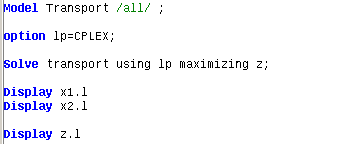 Model Transport /all/ ;
option lp=CPLEX;
Solve transport using lp maximizing z;
Display x1.l
Display x2.l
Display z.l